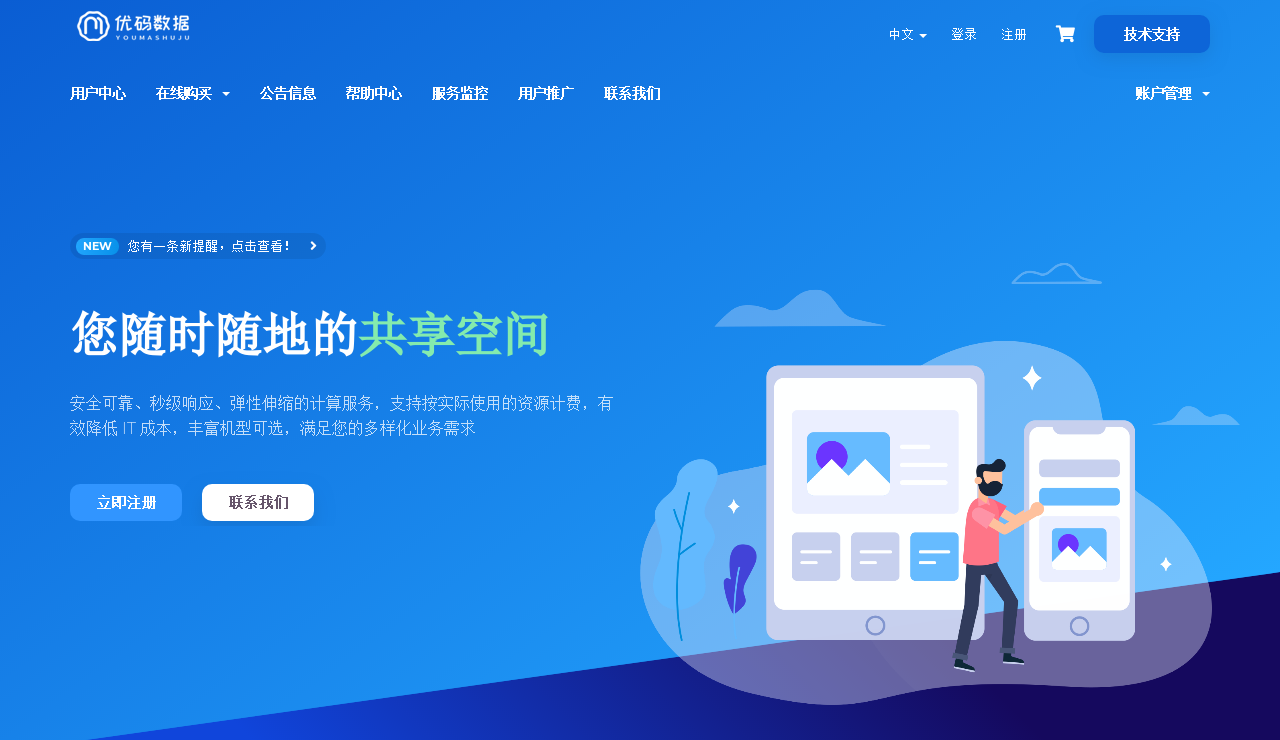 优码数据
YOUMASHUJU
中文 登录 注册 技术支持
用户中心 在线购买 公告信息 帮助中心 服务监控 用户推广 联系我们 账户管理
NEW 您有一条新提醒，点击查看！
您随时随地的共享空间
安全可靠、秒级响应、弹性伸缩的计算服务，支持按实际使用的资源计费，有
效降低 IT 成本，丰富机型可选，满足您的多样化业务需求
立即注册 联系我们